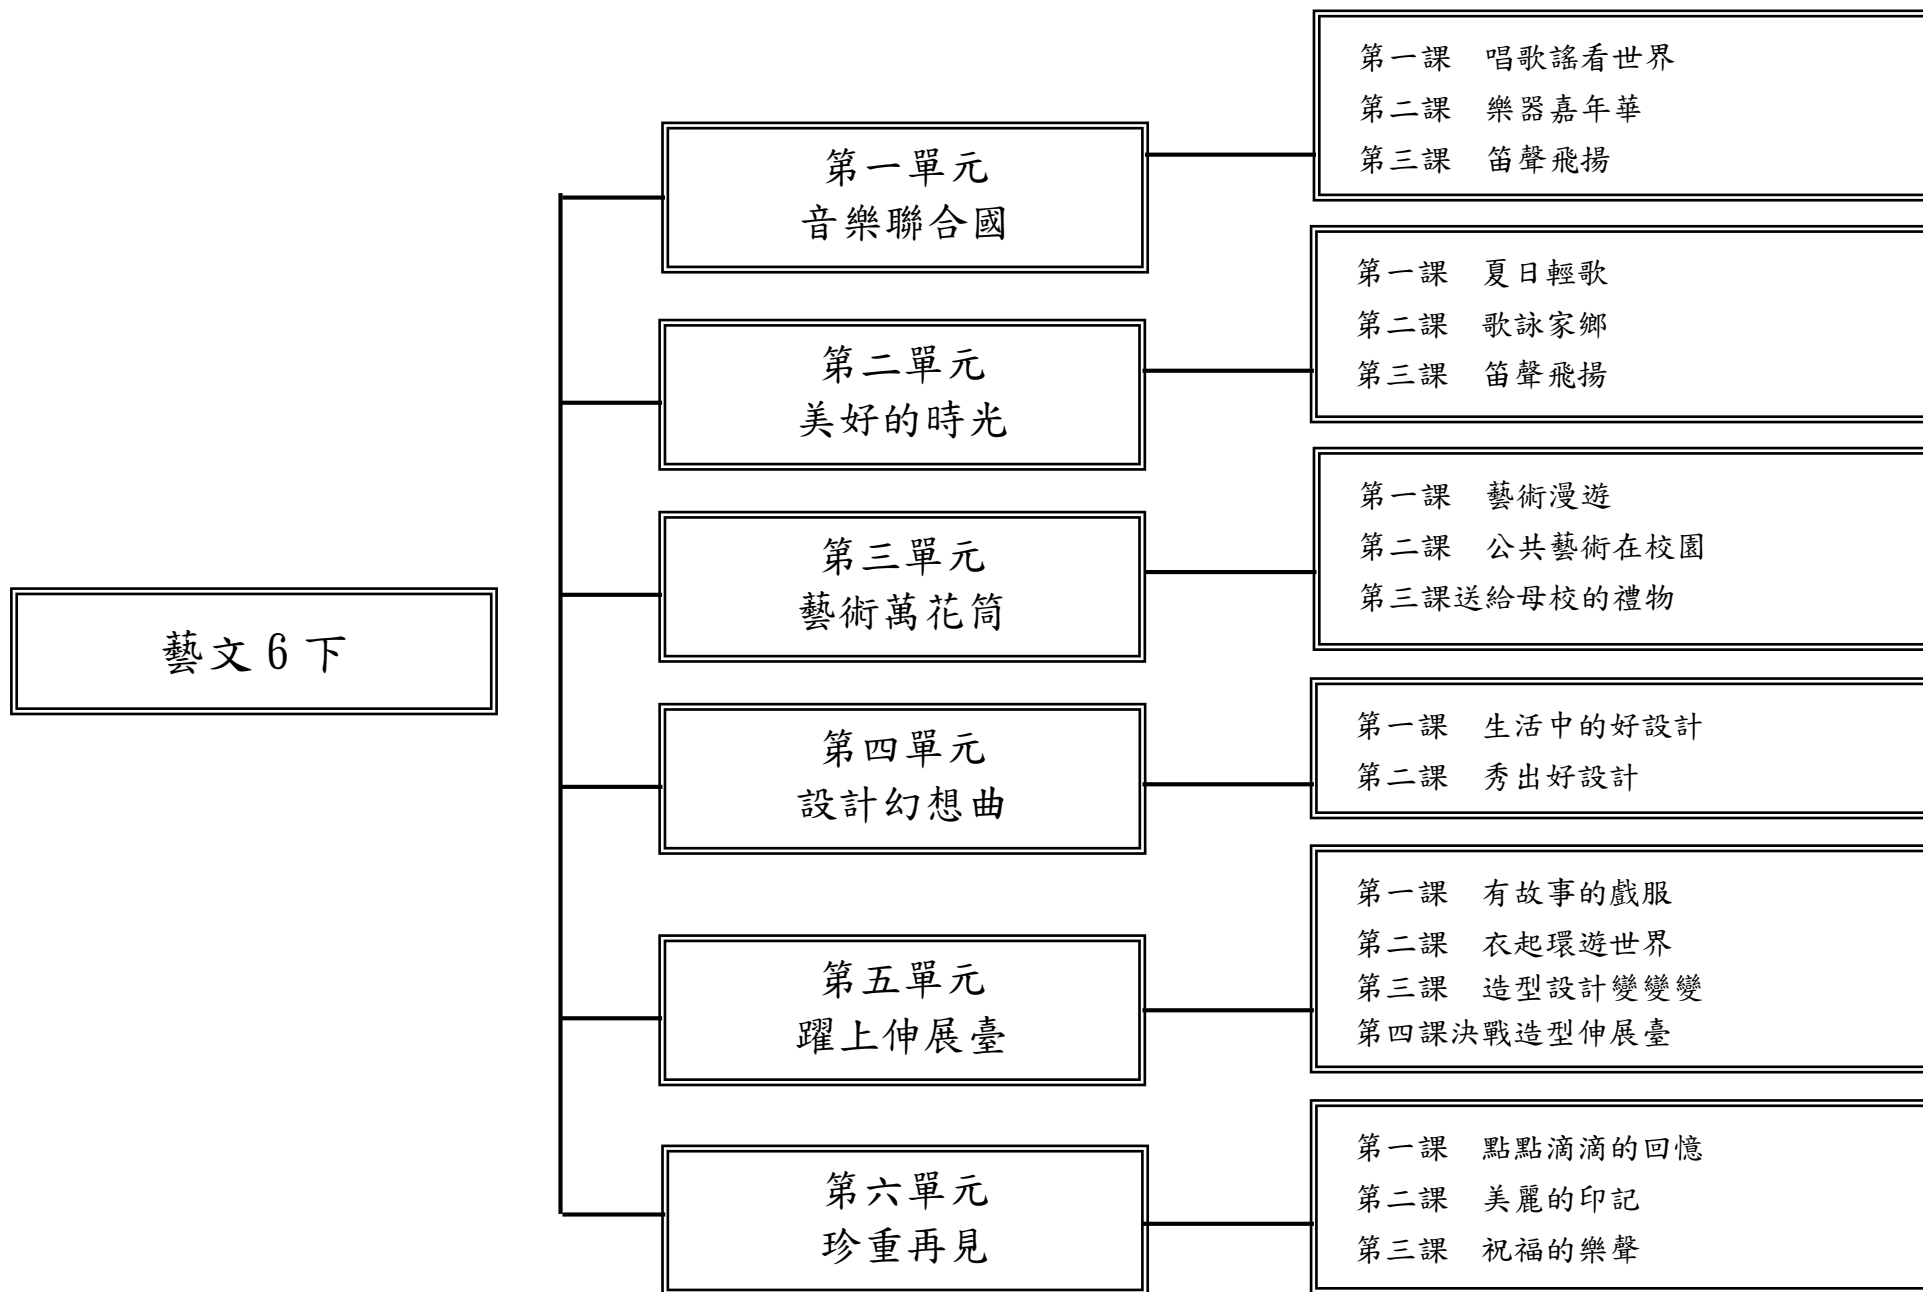 藝文6下
第一單元
音樂聯合國
第一課　唱歌謠看世界
第二課　樂器嘉年華
第三課　笛聲飛揚
第二單元
美好的時光
第一課　夏日輕歌
第二課　歌詠家鄉
第三課　笛聲飛揚
第三單元
藝術萬花筒
第一課　藝術漫遊
第二課　公共藝術在校園
第三課送給母校的禮物
第四單元
設計幻想曲
第一課　生活中的好設計
第二課　秀出好設計
第五單元
躍上伸展臺
第一課　有故事的戲服
第二課　衣起環遊世界
第三課　造型設計變變變
第四課決戰造型伸展臺
第六單元
珍重再見
第一課　點點滴滴的回憶
第二課　美麗的印記
第三課　祝福的樂聲